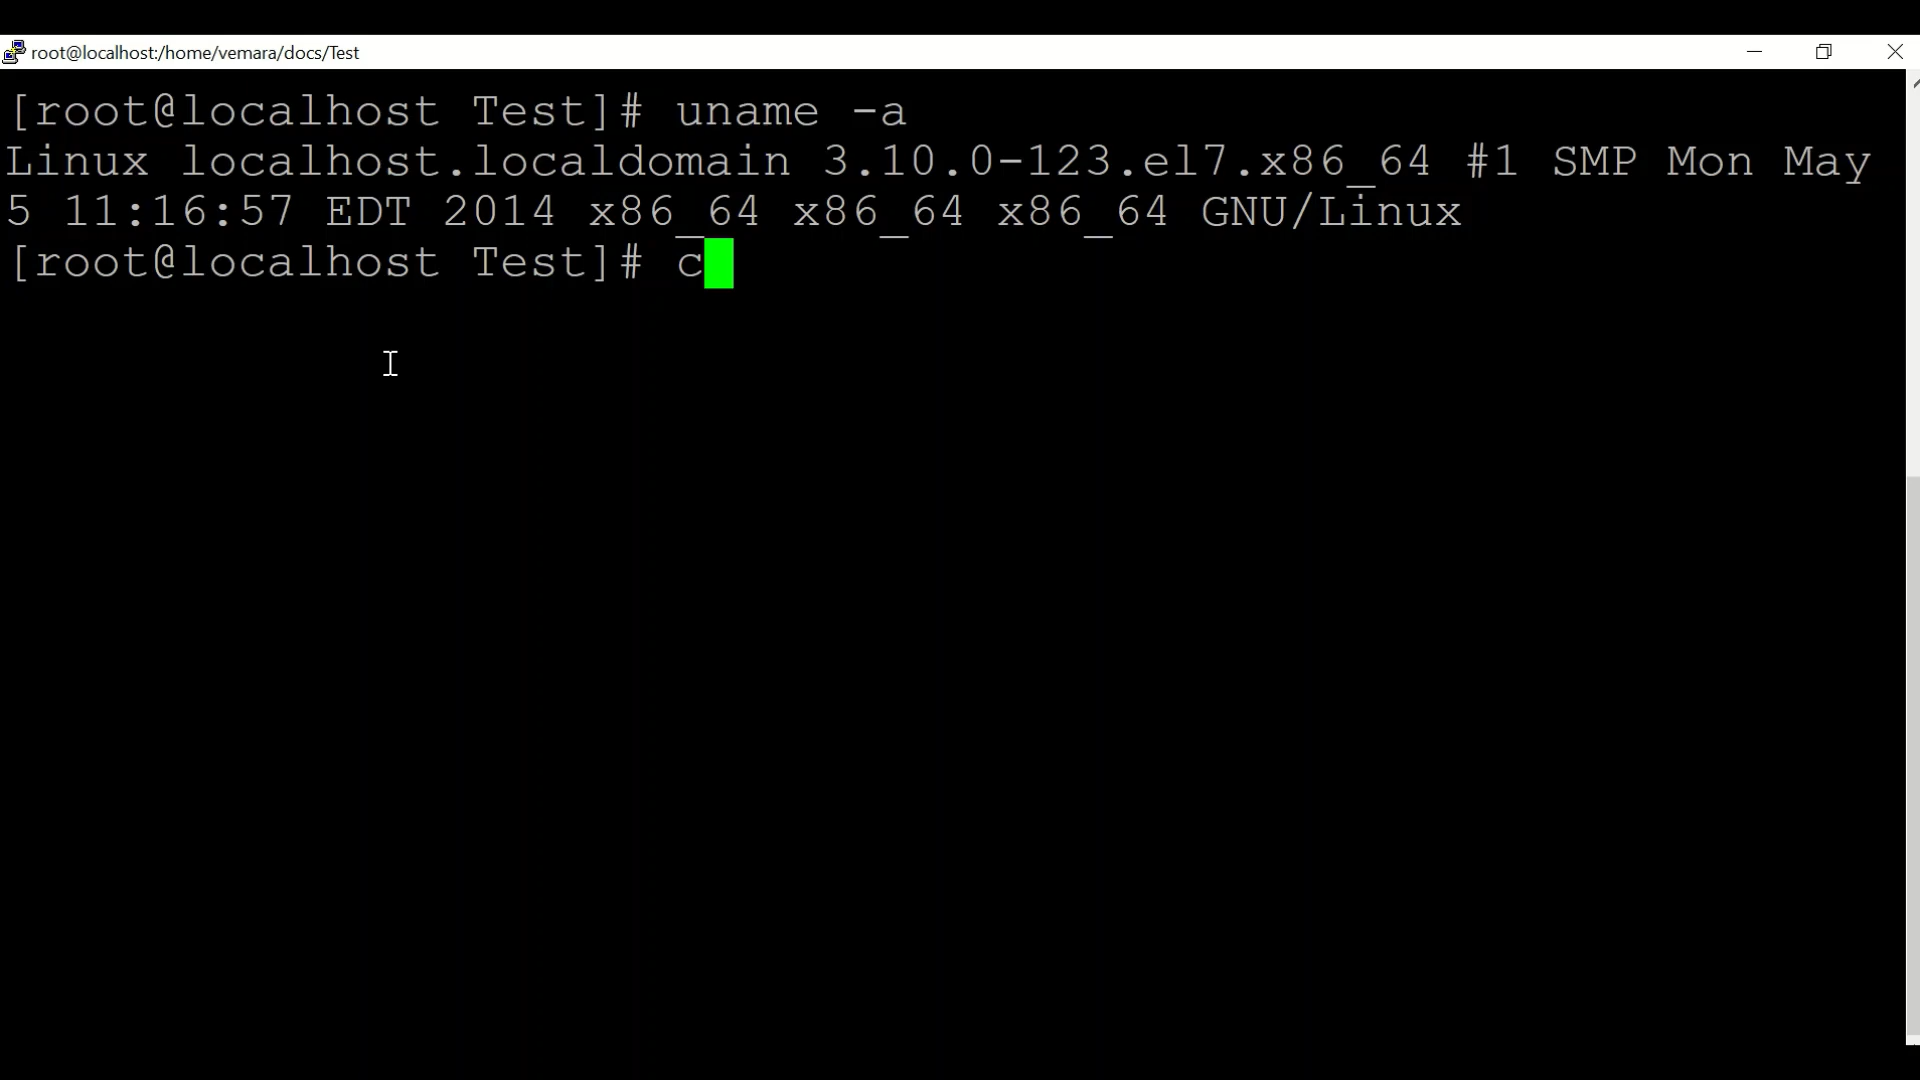 root@localhost:/home/vemara/docs/Test
[root@localhost Test]# uname -a
Linux localhost.localdomain 3.10.0-123.el7.x86_64 #1 SMP Mon May
5 11:16:57 EDT 2014 x86_64 x86_64 x86_64 GNU/Linux
[root@localhost Test]# c